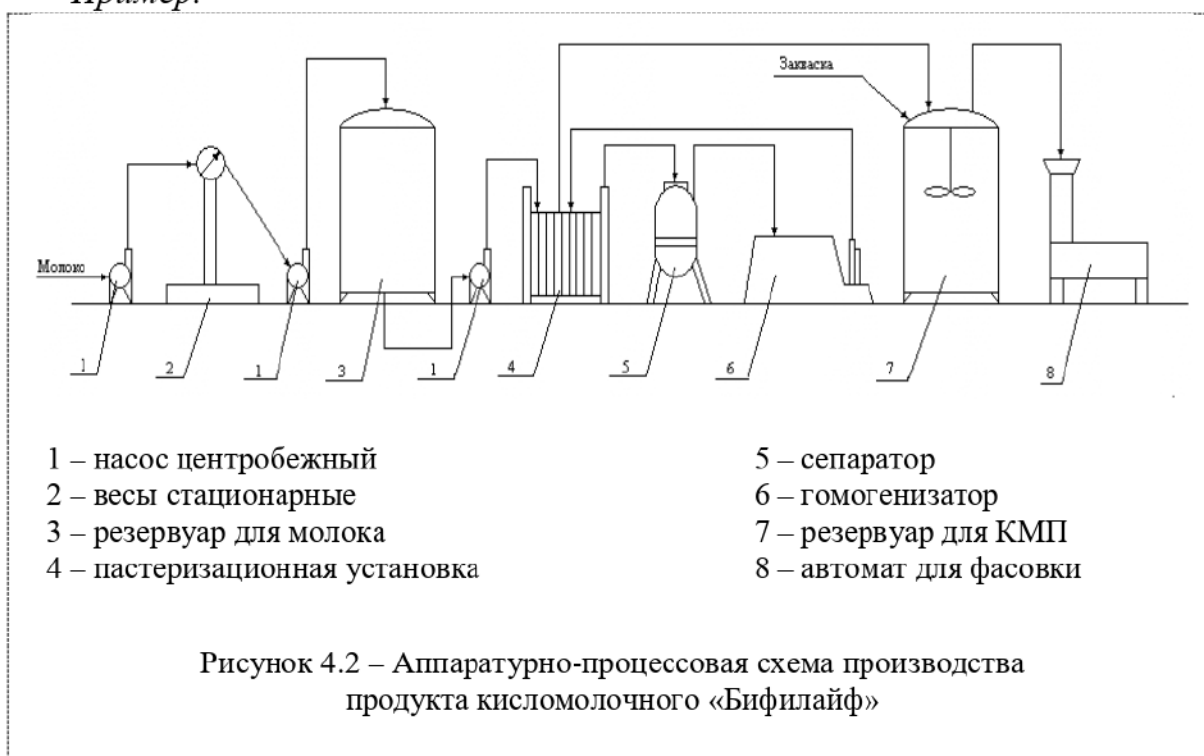 Пример:
Закваска
Молоко
1 2 1 3 1 4 5 6 7 8
1 – насос центробежный
2 – весы стационарные
3 – резервуар для молока
4 – пастеризационная установка
5 – сепаратор
6 – гомогенизатор
7 – резервуар для КМП
8 – автомат для фасовки
Рисунок 4.2 – Аппаратурно-процессовая схема производства
продукта кисломолочного «Бифилайф»